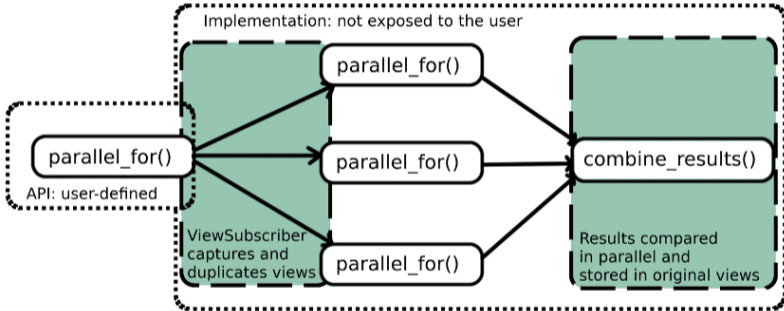 Implementation: not exposed to the user
parallel_for()
parallel_for()
API: user-defined
parallel_for()
parallel_for()
combine_results()
ViewSubscriber
captures and
duplicates views
Results compared
in parallel and
stored in original views